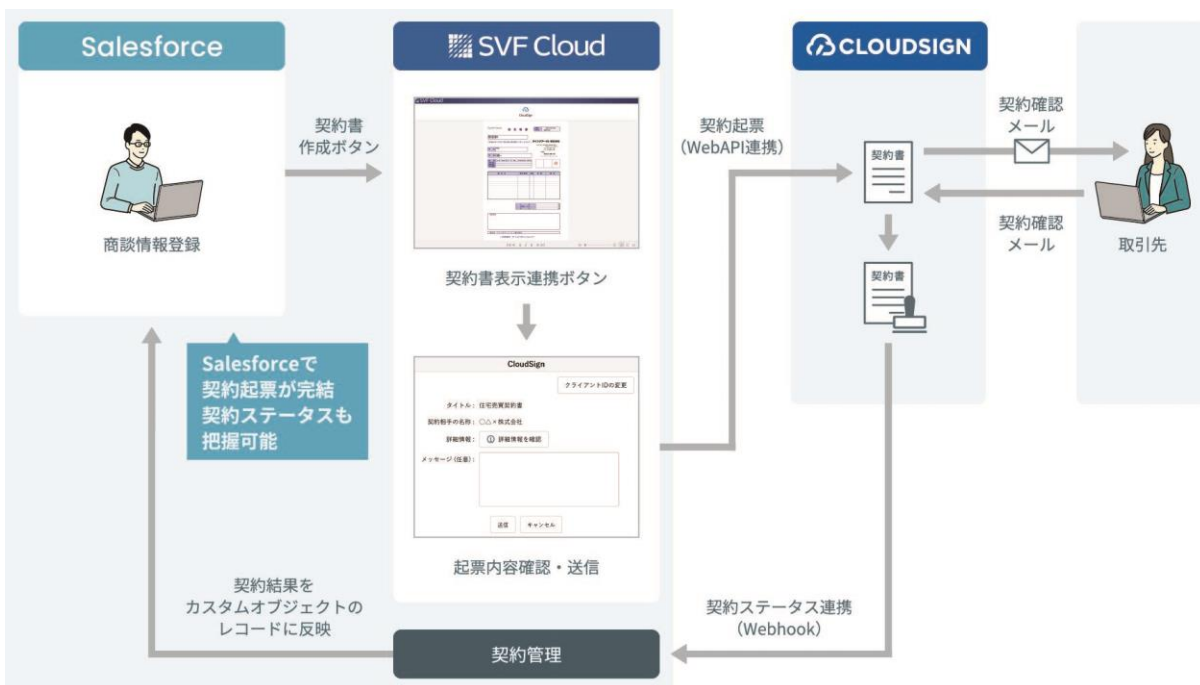 Salesforce
SVF Cloud
CLOUDSIGN
商談情報登録
契約書
作成ボタン
SVF Cloud
CloudSign
契約書表示連携ボタン
契約起票
(WebAPI連携)
契約書
契約確認
メール
契約確認
メール
取引先
契約書
Salesforceで
契約起票が完結
契約ステータスも
把握可能
CloudSign
クライアントIDの変更
タイトル: 住宅売買契約書
契約相手の名称: 〇△×株式会社
詳細情報: ⓘ 詳細情報を確認
メッセージ(任意):
送信 キャンセル
起票内容確認・送信
契約結果を
カスタムオブジェクトの
レコードに反映
契約管理
契約ステータス連携
(Webhook)